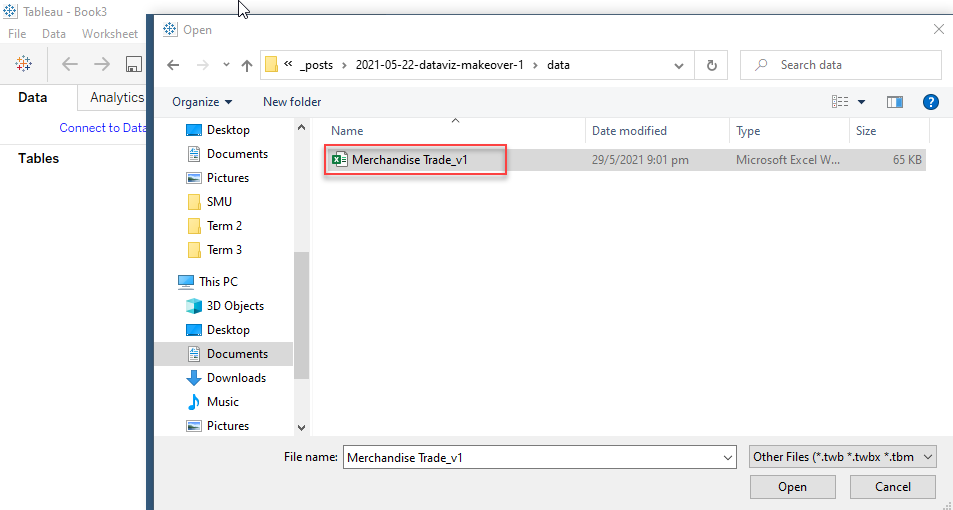 Tableau - Book3
File Data Worksheet
Data Analytics
Connect to Data
Tables
Open
« _posts > 2021-05-22-dataviz-makeover-1 > data
Search data
Organize New folder
?
Name Date modified Type Size
Merchandise Trade_v1 29/5/2021 9:01 pm Microsoft Excel W... 65 KB
Desktop
Documents
Pictures
SMU
Term 2
Term 3
This PC
3D Objects
Desktop
Documents
Downloads
Music
Pictures
File name: Merchandise Trade_v1 Other Files (*.twb *.twbx *.tbm
Open Cancel